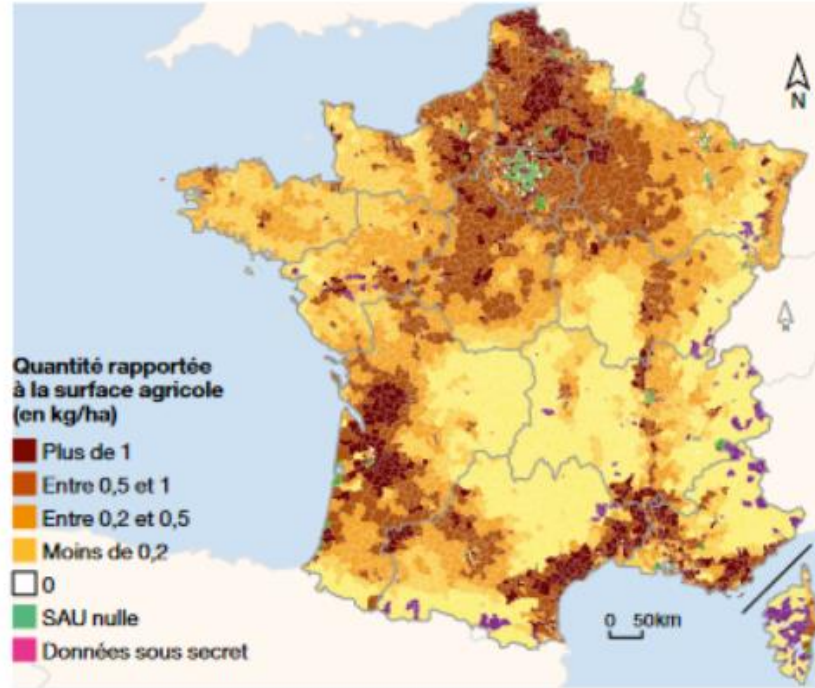 N
Quantité rapportée
à la surface agricole
(en kg/ha)
Plus de 1
Entre 0,5 et 1
Entre 0,2 et 0,5
Moins de 0,2
0
SAU nulle
Données sous secret
0 50km